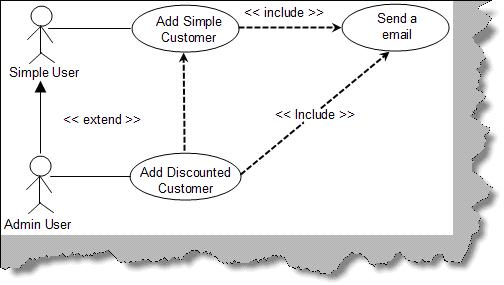 Add Simple
Customer
<< include >>
Send a
email
Simple User
<< extend >>
<< Include >>
Add Discounted
Customer
Admin User